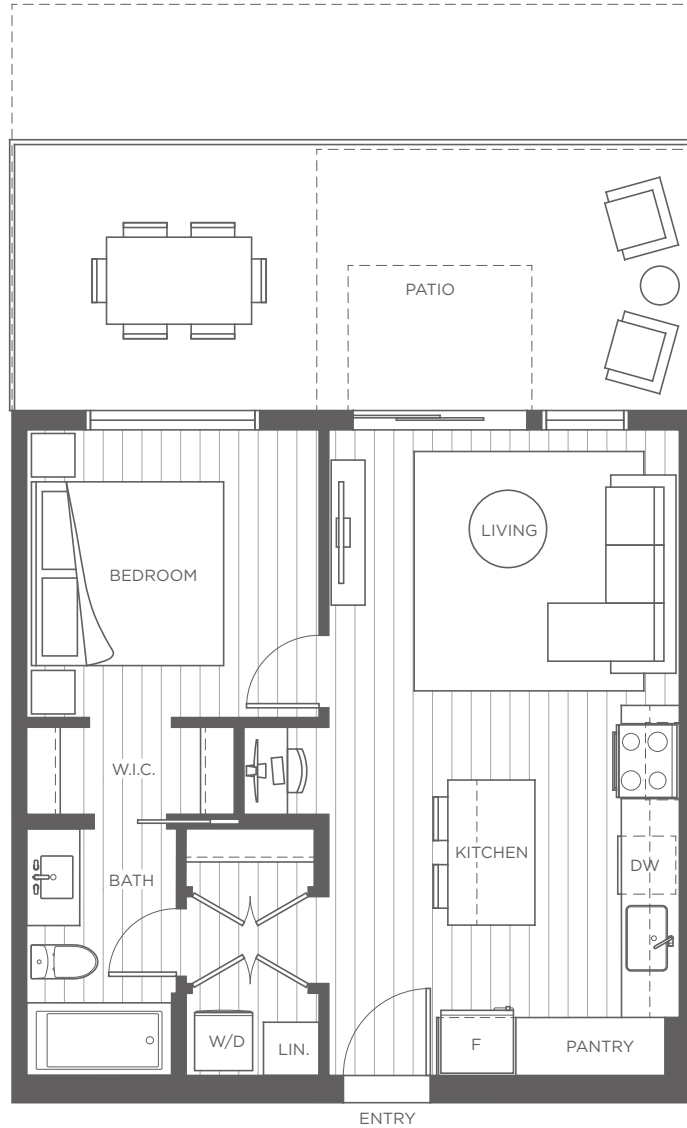 PATIO
LIVING
BEDROOM
W.I.C.
KITCHEN
DW
BATH
W/D
LIN.
F
PANTRY
ENTRY